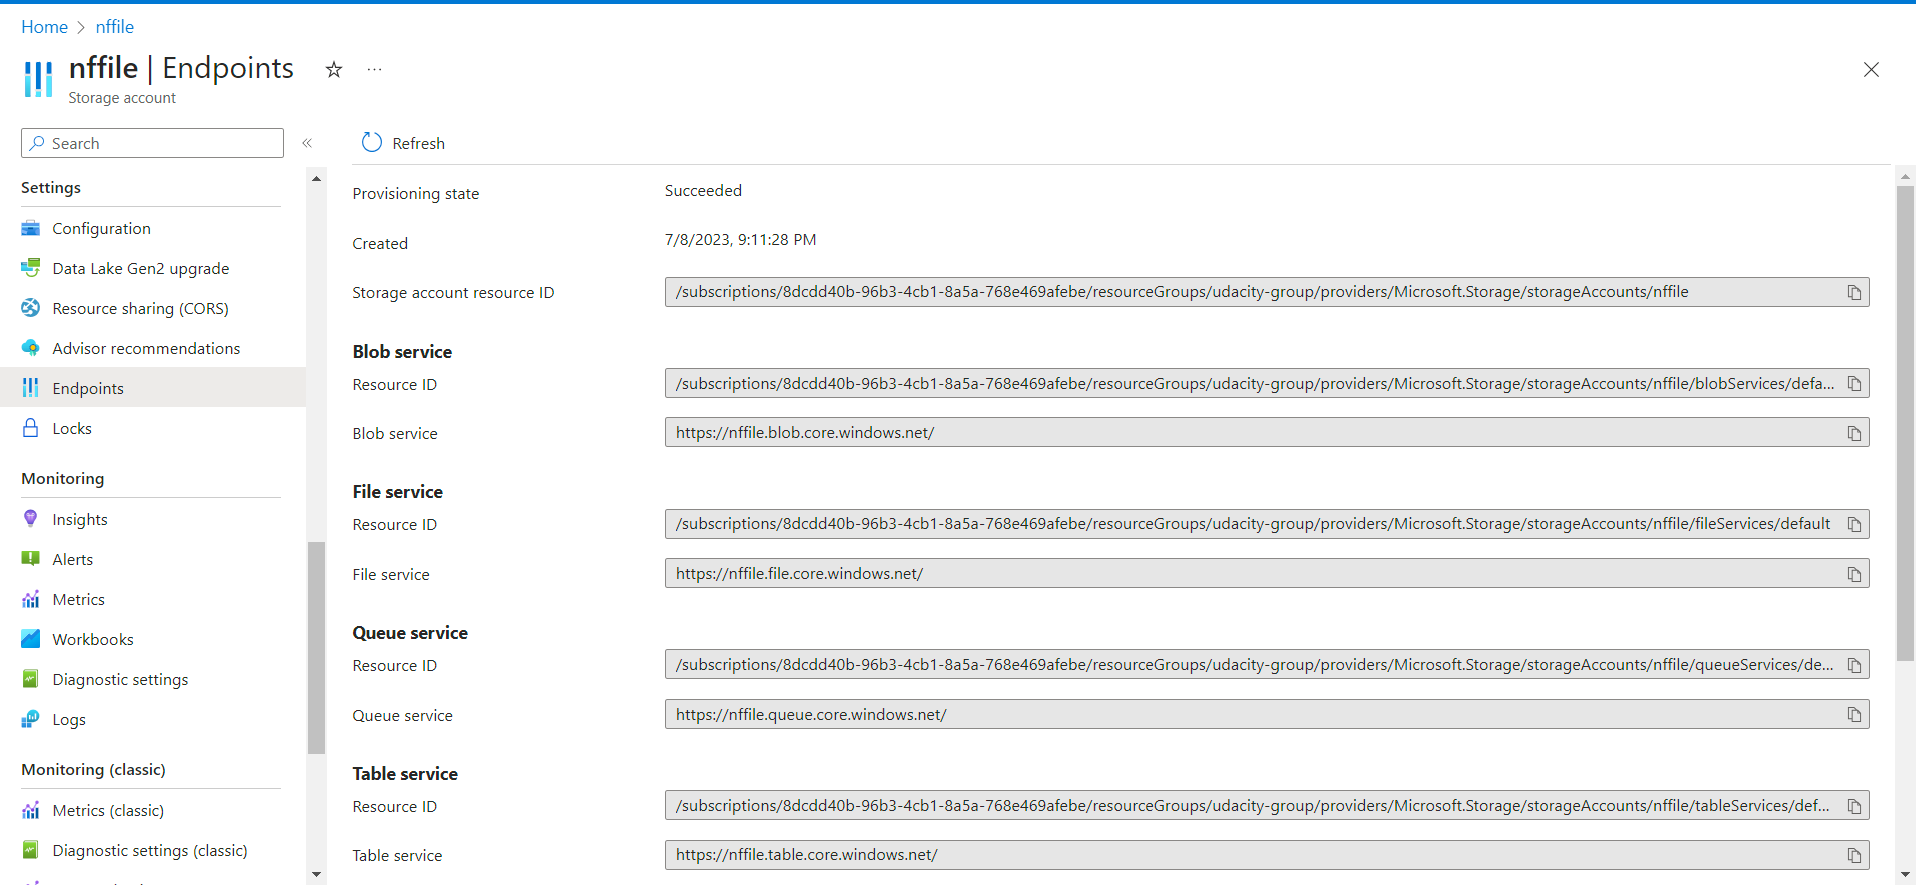 Home > nffile
nffile | Endpoints
Storage account
Search
Refresh
Settings
Configuration
Data Lake Gen2 upgrade
Resource sharing (CORS)
Advisor recommendations
Endpoints
Locks
Monitoring
Insights
Alerts
Metrics
Workbooks
Diagnostic settings
Logs
Monitoring (classic)
Metrics (classic)
Diagnostic settings (classic)
Provisioning state
Succeeded
Created
7/8/2023, 9:11:28 PM
Storage account resource ID
/subscriptions/8dcdd40b-96b3-4cb1-8a5a-768e469afebe/resourceGroups/udacity-group/providers/Microsoft.Storage/storageAccounts/nffile
Blob service
Resource ID
/subscriptions/8dcdd40b-96b3-4cb1-8a5a-768e469afebe/resourceGroups/udacity-group/providers/Microsoft.Storage/storageAccounts/nffile/blobServices/defa...
Blob service
https://nffile.blob.core.windows.net/
File service
Resource ID
/subscriptions/8dcdd40b-96b3-4cb1-8a5a-768e469afebe/resourceGroups/udacity-group/providers/Microsoft.Storage/storageAccounts/nffile/fileServices/default
File service
https://nffile.file.core.windows.net/
Queue service
Resource ID
/subscriptions/8dcdd40b-96b3-4cb1-8a5a-768e469afebe/resourceGroups/udacity-group/providers/Microsoft.Storage/storageAccounts/nffile/queueServices/de...
Queue service
https://nffile.queue.core.windows.net/
Table service
Resource ID
/subscriptions/8dcdd40b-96b3-4cb1-8a5a-768e469afebe/resourceGroups/udacity-group/providers/Microsoft.Storage/storageAccounts/nffile/tableServices/def...
Table service
https://nffile.table.core.windows.net/